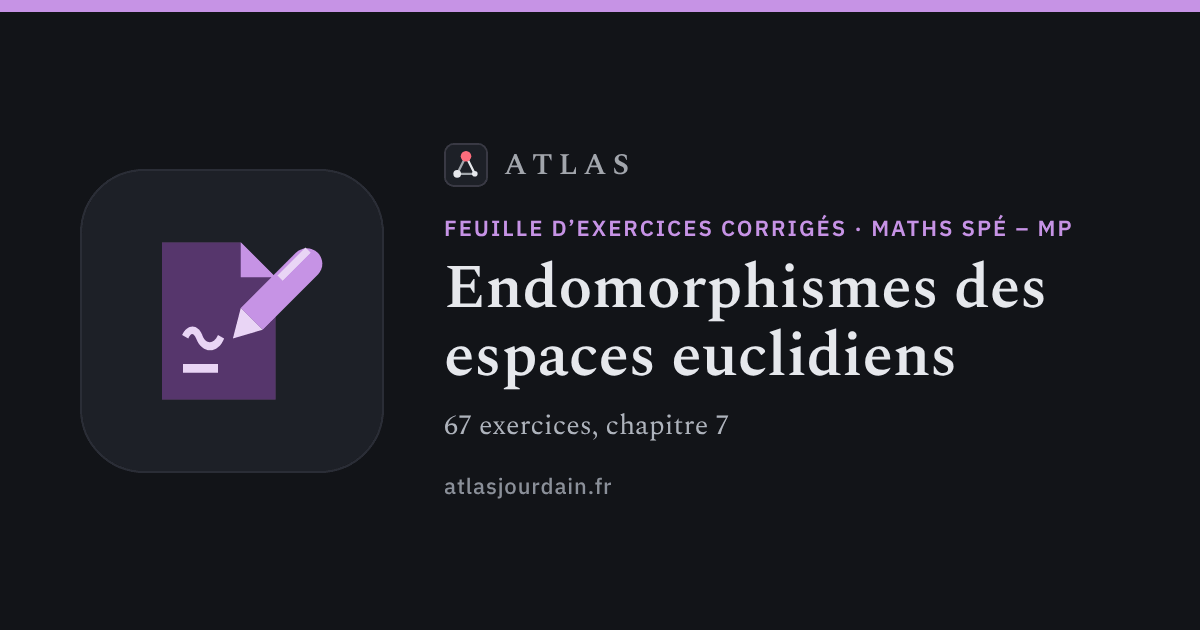 ATLAS
FEUILLE D’EXERCICES CORRIGÉS · MATHS SPÉ – MP
Endomorphismes des
espaces euclidiens
67 exercices, chapitre 7
atlasjourdain.fr